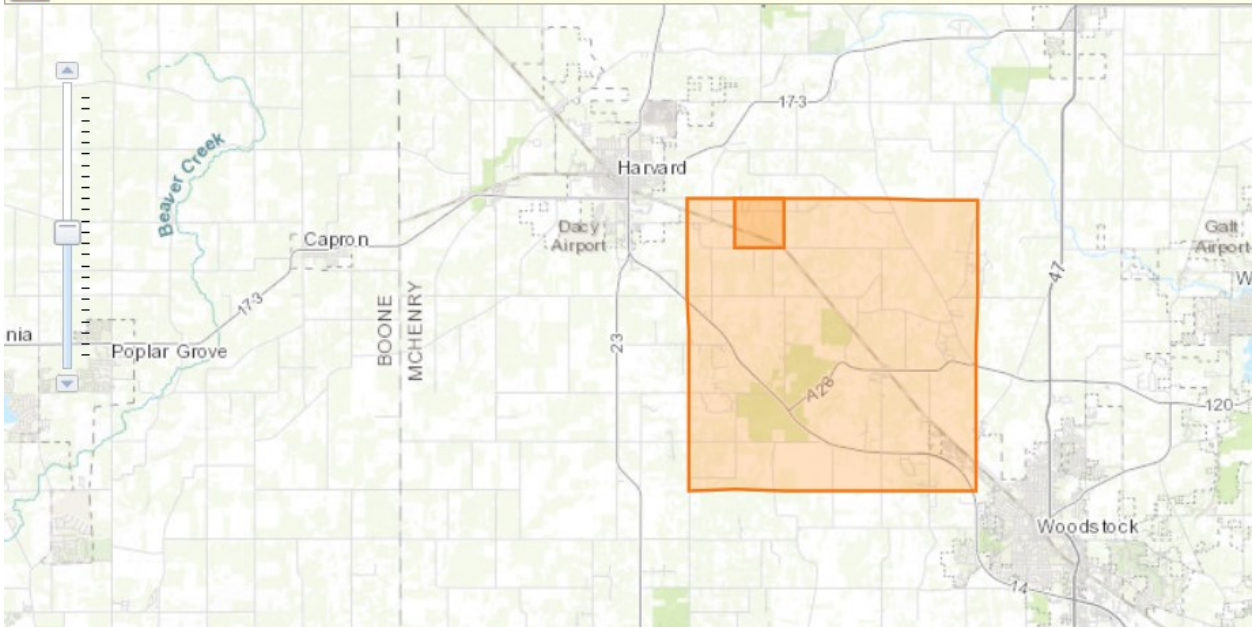 17-3
Beaver Creek
Harvard
Capron
Dacy
Airport
Galt
Airport
47
W
17-3
BOONE
MCHENRY
nia
Poplar Grove
23
A28
120
Woodstock
14